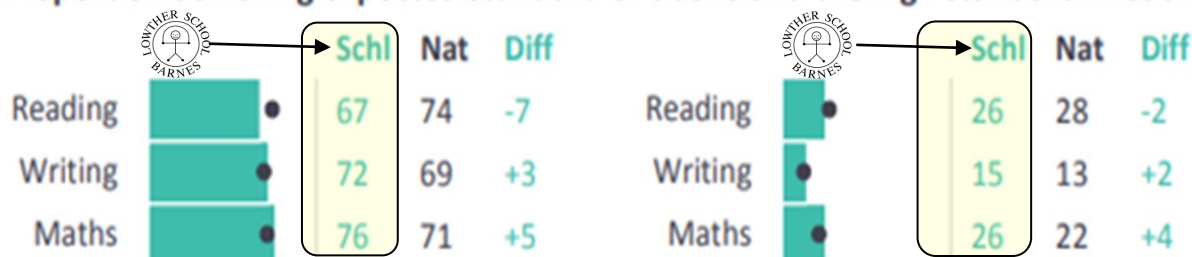 LOWTHER SCHOOL BARNES LOWTHER SCHOOL BARNES
Schl Nat Diff Schl Nat Diff
Reading 67 74 -7 Reading 26 28 -2
Writing 72 69 +3 Writing 15 13 +2
Maths 76 71 +5 Maths 26 22 +4